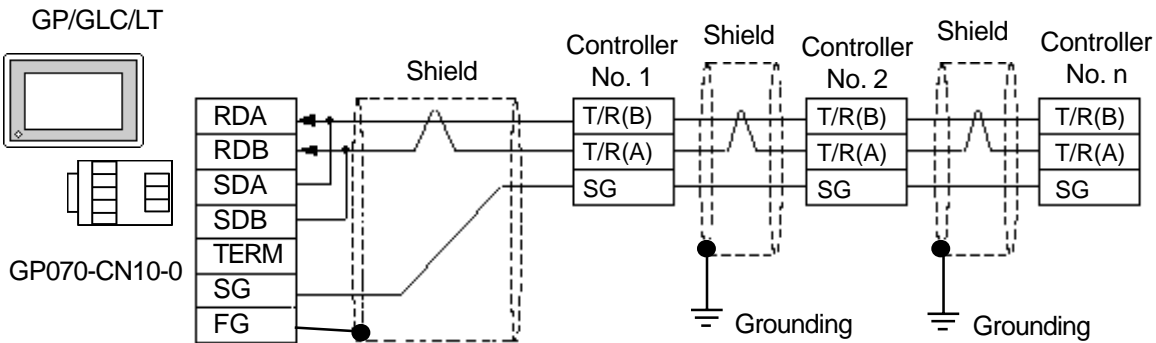 GP/GLC/LT
GP070-CN10-0
RDA
RDB
SDA
SDB
TERM
SG
FG
Shield
Controller
No. 1
T/R(B)
T/R(A)
SG
Shield
Grounding
Controller
No. 2
T/R(B)
T/R(A)
SG
Shield
Grounding
Controller
No. n
T/R(B)
T/R(A)
SG